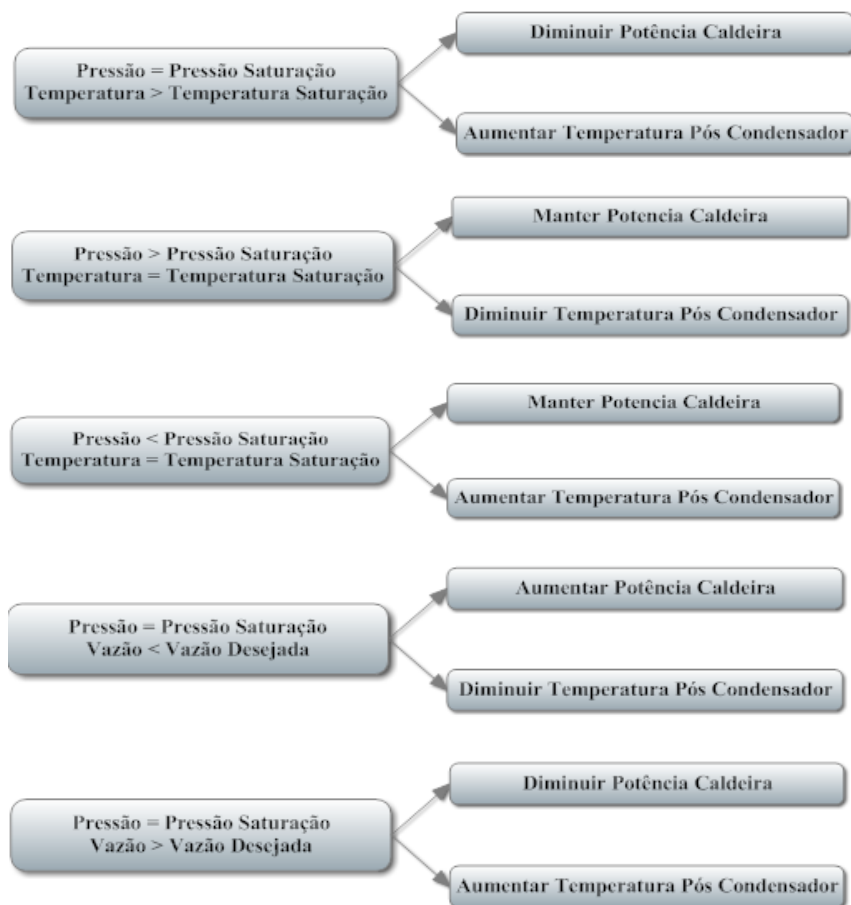 Diminuir Potência Caldeira
Pressão = Pressão Saturação
Temperatura > Temperatura Saturação
Aumentar Temperatura Pós Condensador
Manter Potencia Caldeira
Pressão > Pressão Saturação
Temperatura = Temperatura Saturação
Diminuir Temperatura Pós Condensador
Manter Potencia Caldeira
Pressão < Pressão Saturação
Temperatura = Temperatura Saturação
Aumentar Temperatura Pós Condensador
Aumentar Potência Caldeira
Pressão = Pressão Saturação
Vazão < Vazão Desejada
Diminuir Temperatura Pós Condensador
Diminuir Potência Caldeira
Pressão = Pressão Saturação
Vazão > Vazão Desejada
Aumentar Temperatura Pós Condensador